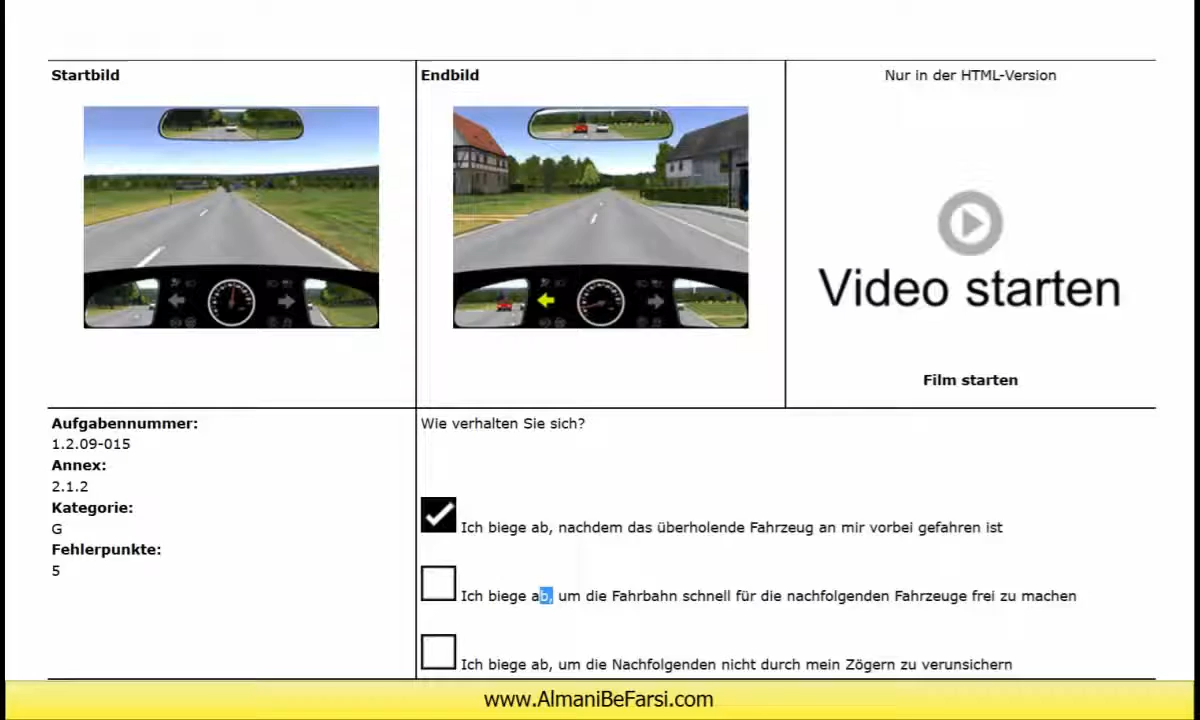 Startbild
Endbild
Nur in der HTML-Version
Video starten
Film starten
Aufgabennummer:
1.2.09-015
Annex:
2.1.2
Kategorie:
G
Fehlerpunkte:
5
Wie verhalten Sie sich?
Ich biege ab, nachdem das überholende Fahrzeug an mir vorbei gefahren ist
Ich biege ab, um die Fahrbahn schnell für die nachfolgenden Fahrzeuge frei zu machen
Ich biege ab, um die Nachfolgenden nicht durch mein Zögern zu verunsichern
www.AlmaniBeFarsi.com